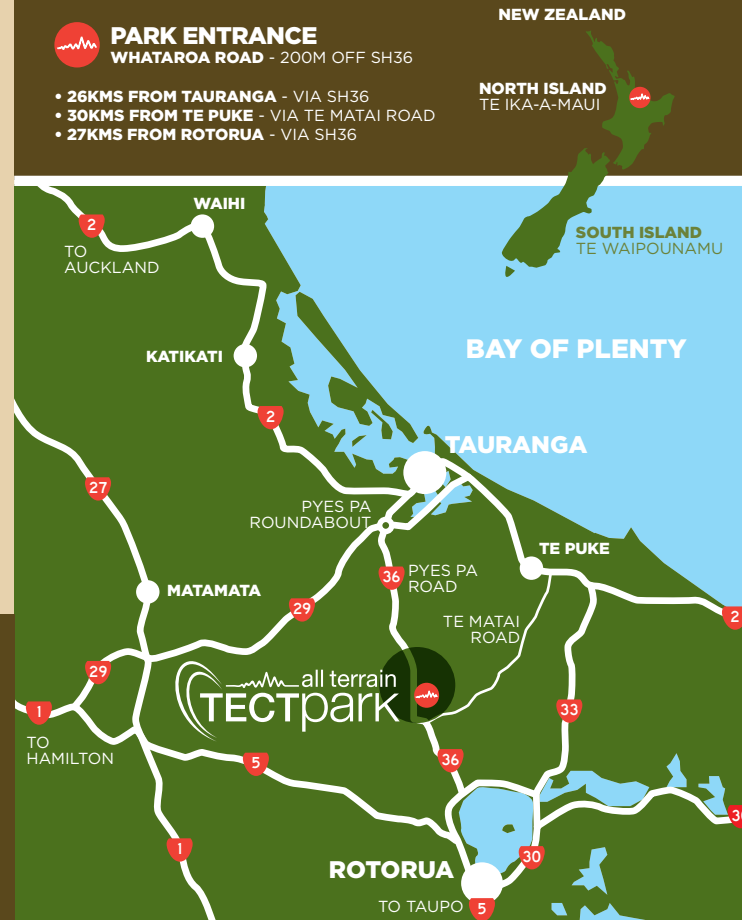 NEW ZEALAND
PARK ENTRANCE
WHATAROA ROAD - 200M OFF SH36
NORTH ISLAND
TE IKA-A-MAUI
• 26KMS FROM TAURANGA - VIA SH36
• 30KMS FROM TE PUKE - VIA TE MATAI ROAD
• 27KMS FROM ROTORUA - VIA SH36
WAIHI
2
TO
AUCKLAND
SOUTH ISLAND
TE WAIPOUNAMU
BAY OF PLENTY
KATIKATI
2
TAURANGA
27
PYES PA
ROUNDABOUT
TE PUKE
36
PYES PA
ROAD
MATAMATA
29
2
TE MATAI
ROAD
29
all terrain
TECTpark
1
33
TO
HAMILTON
5
36
30
1
30
ROTORUA
TO TAUPO
5